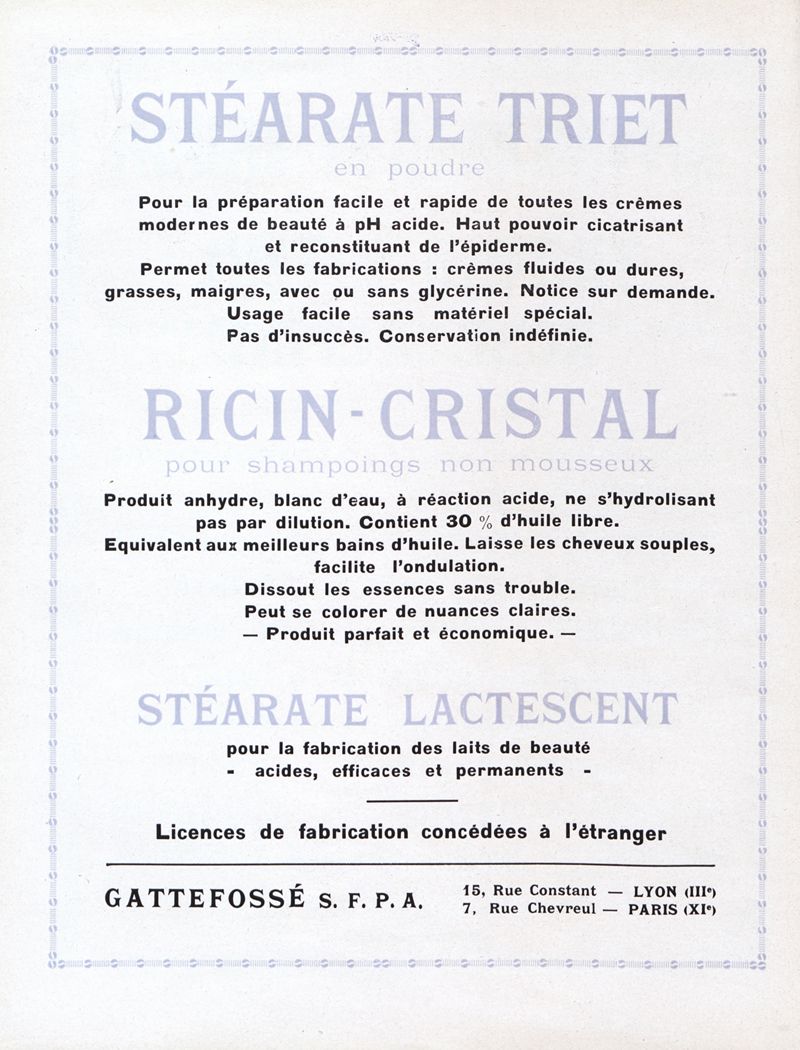 STÉARATE TRIET
en poudre
Pour la préparation facile et rapide de toutes les crèmes
modernes de beauté à pH acide. Haut pouvoir cicatrisant
et reconstituant de l'épiderme.
Permet toutes les fabrications : crèmes fluides ou dures,
grasses, maigres, avec ou sans glycérine. Notice sur demande.
Usage facile sans matériel spécial.
Pas d'insuccès. Conservation indéfinie.
RICIN-CRISTAL
pour shampoings non mousseux
Produit anhydre, blanc d'eau, à réaction acide, ne s'hydrolisant
pas par dilution. Contient 30 % d'huile libre.
Equivalent aux meilleurs bains d'huile. Laisse les cheveux souples,
facilite l'ondulation.
Dissout les essences sans trouble.
Peut se colorer de nuances claires.
— Produit parfait et économique. —
STÉARATE LACTESCENT
pour la fabrication des laits de beauté
- acides, efficaces et permanents -
Licences de fabrication concédées à l'étranger
GATTEFOSSÉ S. F. P. A.
15, Rue Constant — LYON (IIIe)
7, Rue Chevreul — PARIS (XIe)